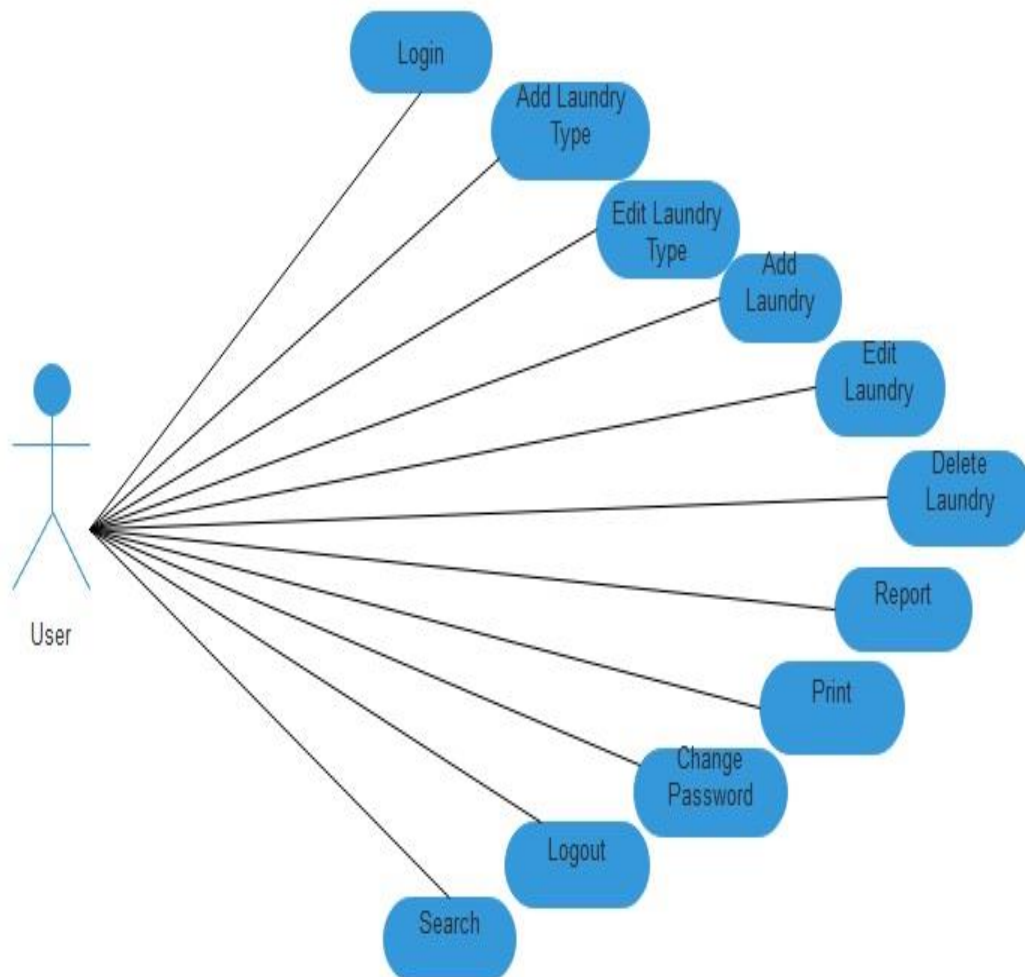 Login
Add Laundry
Type
Edit Laundry
Type
Add
Laundry
Edit
Laundry
Delete
Laundry
Report
User
Print
Change
Password
Logout
Search